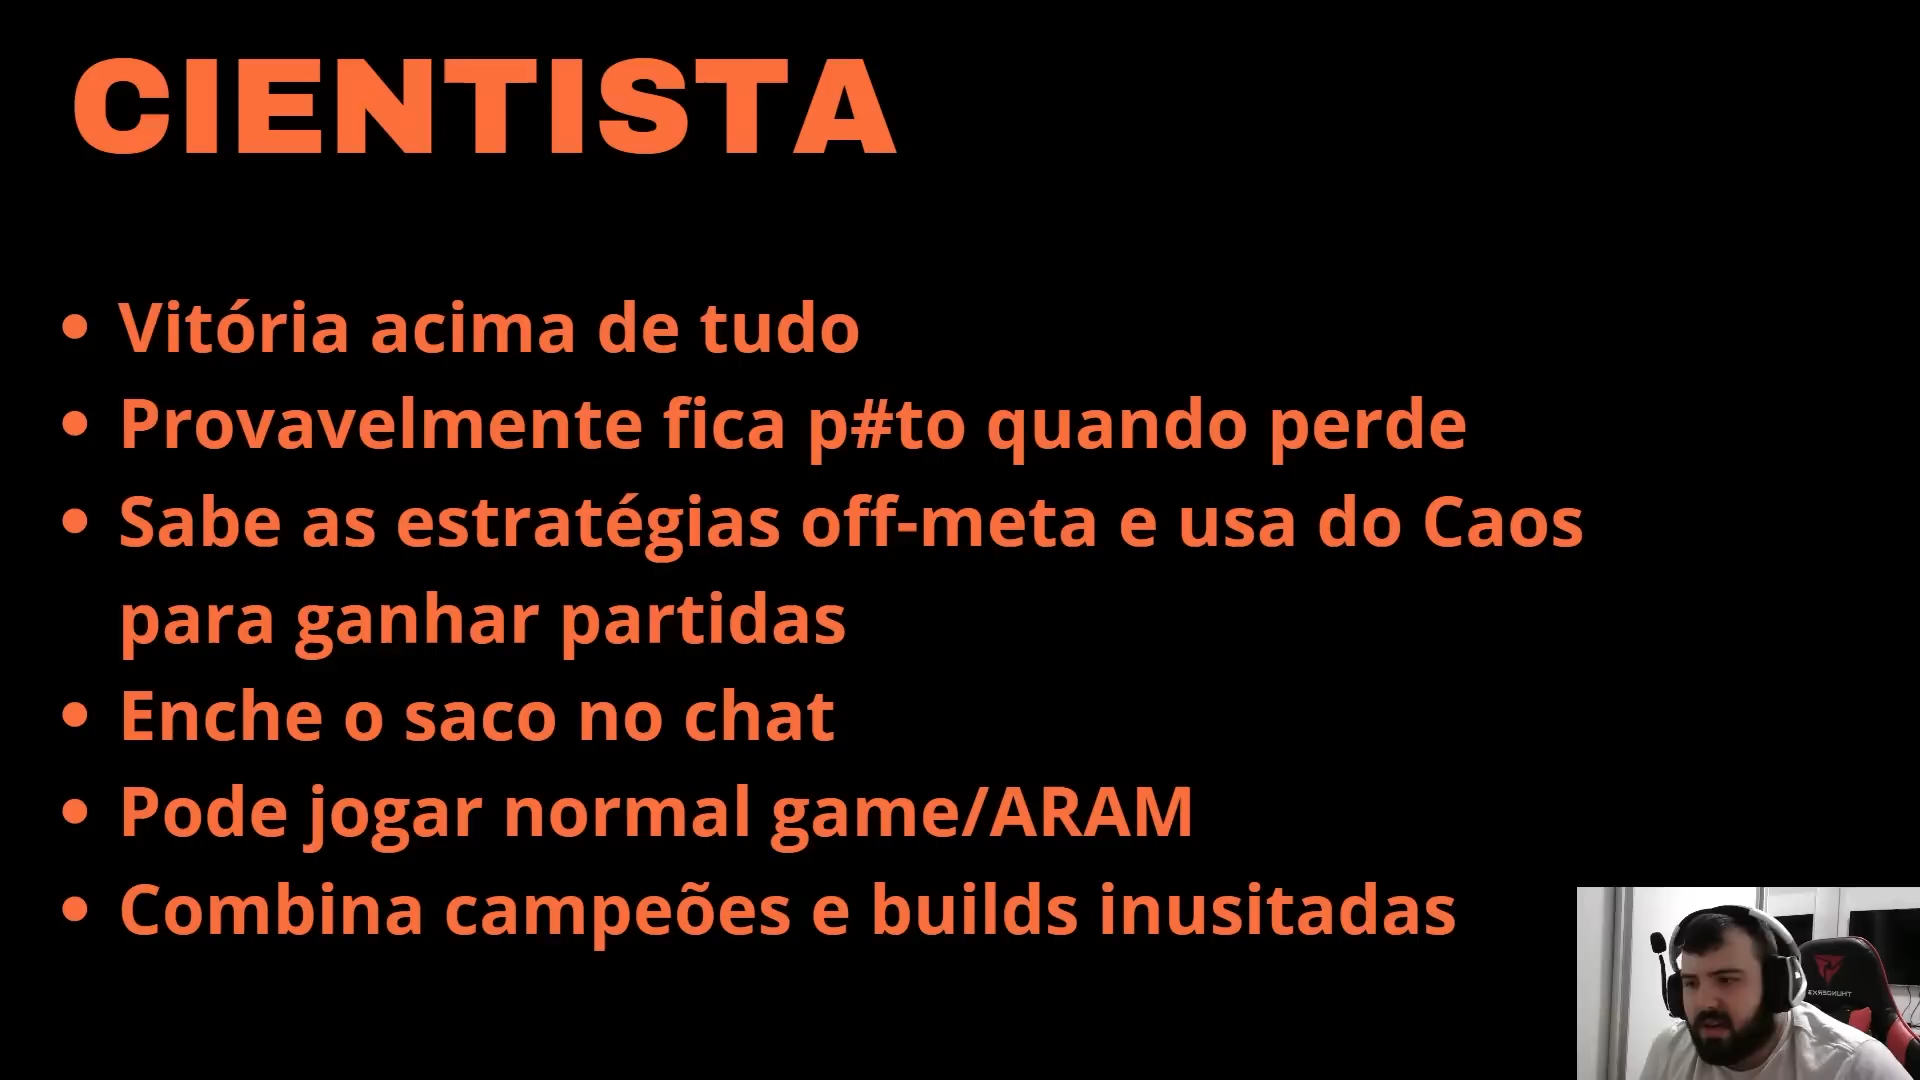 CIENTISTA
• Vitória acima de tudo
• Provavelmente fica p#to quando perde
• Sabe as estratégias off-meta e usa do Caos
para ganhar partidas
• Enche o saco no chat
• Pode jogar normal game/ARAM
• Combina campeões e builds inusitadas
THUNDERX3